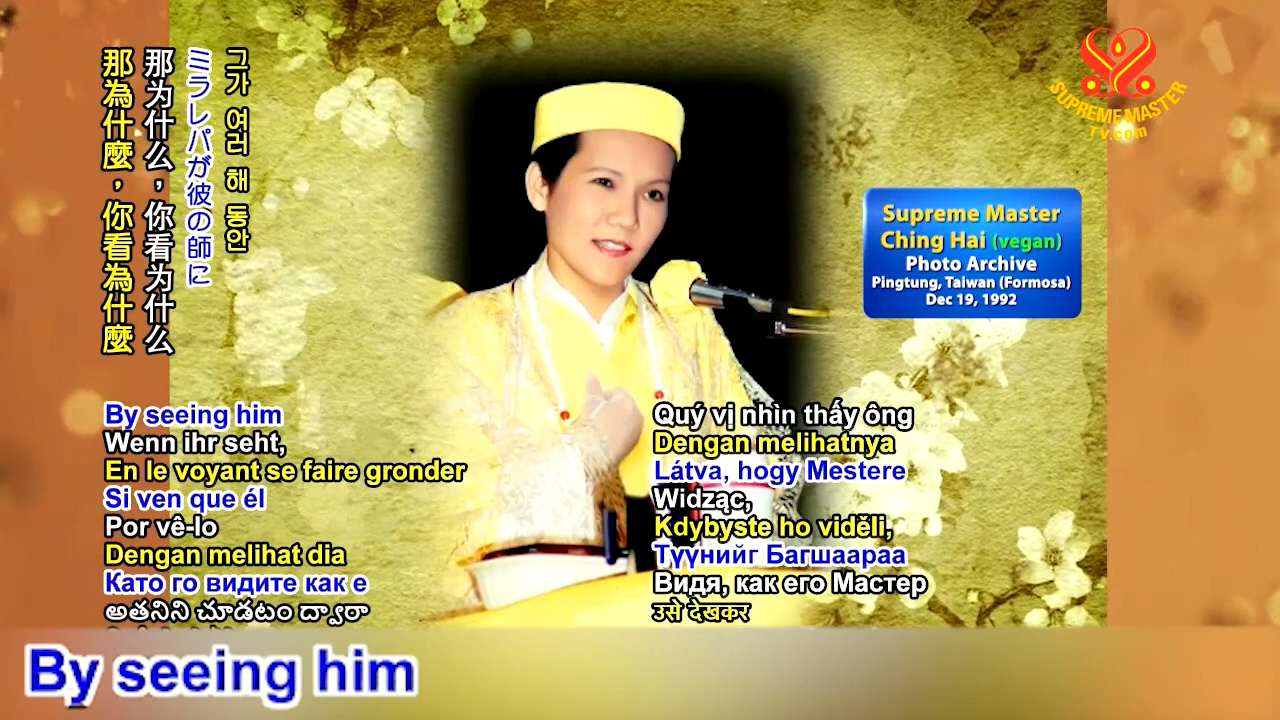 那為什麼，你看為什麼
那为什么，你看为什么
ミラレパが彼の師に
그가 여러 해 동안
SUPREME MASTER
TV.com
Supreme Master
Ching Hai (vegan)
Photo Archive
Pingtung, Taiwan (Formosa)
Dec 19, 1992
By seeing him
Wenn ihr seht,
En le voyant se faire gronder
Si ven que él
Por vê-lo
Dengan melihat dia
Като го видите как е
అతనిని చూడటం ద్వారా
Quý vị nhìn thấy ông
Dengan melihatnya
Látva, hogy Mestere
Widząc,
Kdybyste ho viděli,
Түүнийг Багшаараа
Видя, как его Мастер
उसे देखकर
By seeing him